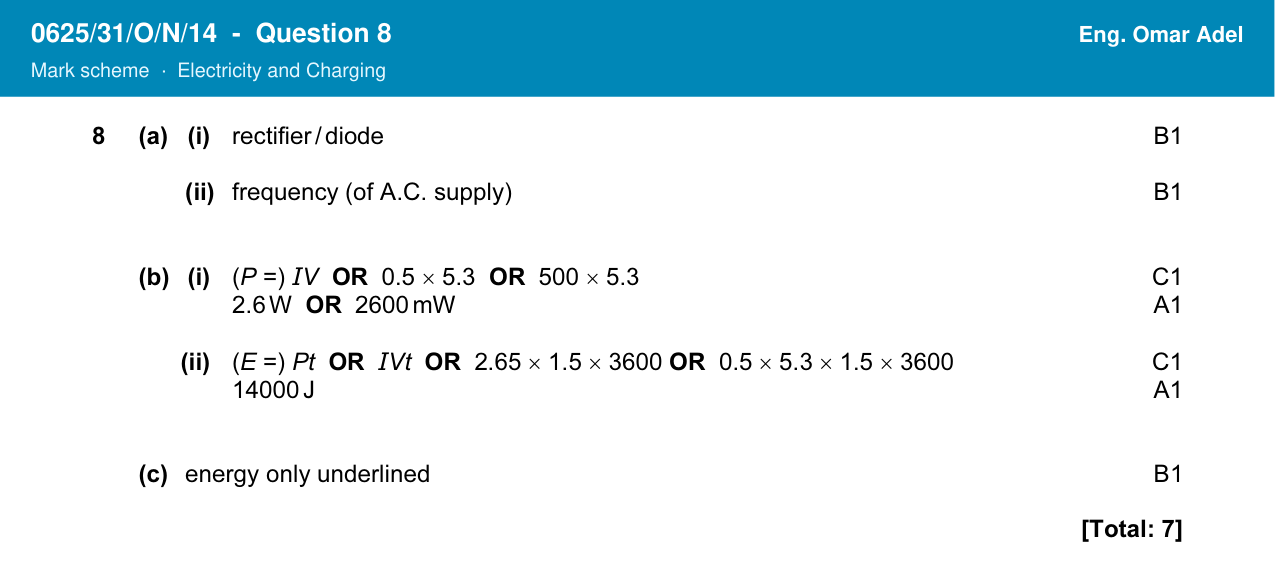 0625/31/O/N/14 - Question 8 Eng. Omar Adel
Mark scheme · Electricity and Charging
8 (a) (i) rectifier/diode B1
(ii) frequency (of A.C. supply) B1
(b) (i) (P =) IV OR 0.5 × 5.3 OR 500 × 5.3 C1
2.6 W OR 2600 mW A1
(ii) (E =) Pt OR IVt OR 2.65 × 1.5 × 3600 OR 0.5 × 5.3 × 1.5 × 3600 C1
14000 J A1
(c) energy only underlined B1
[Total: 7]